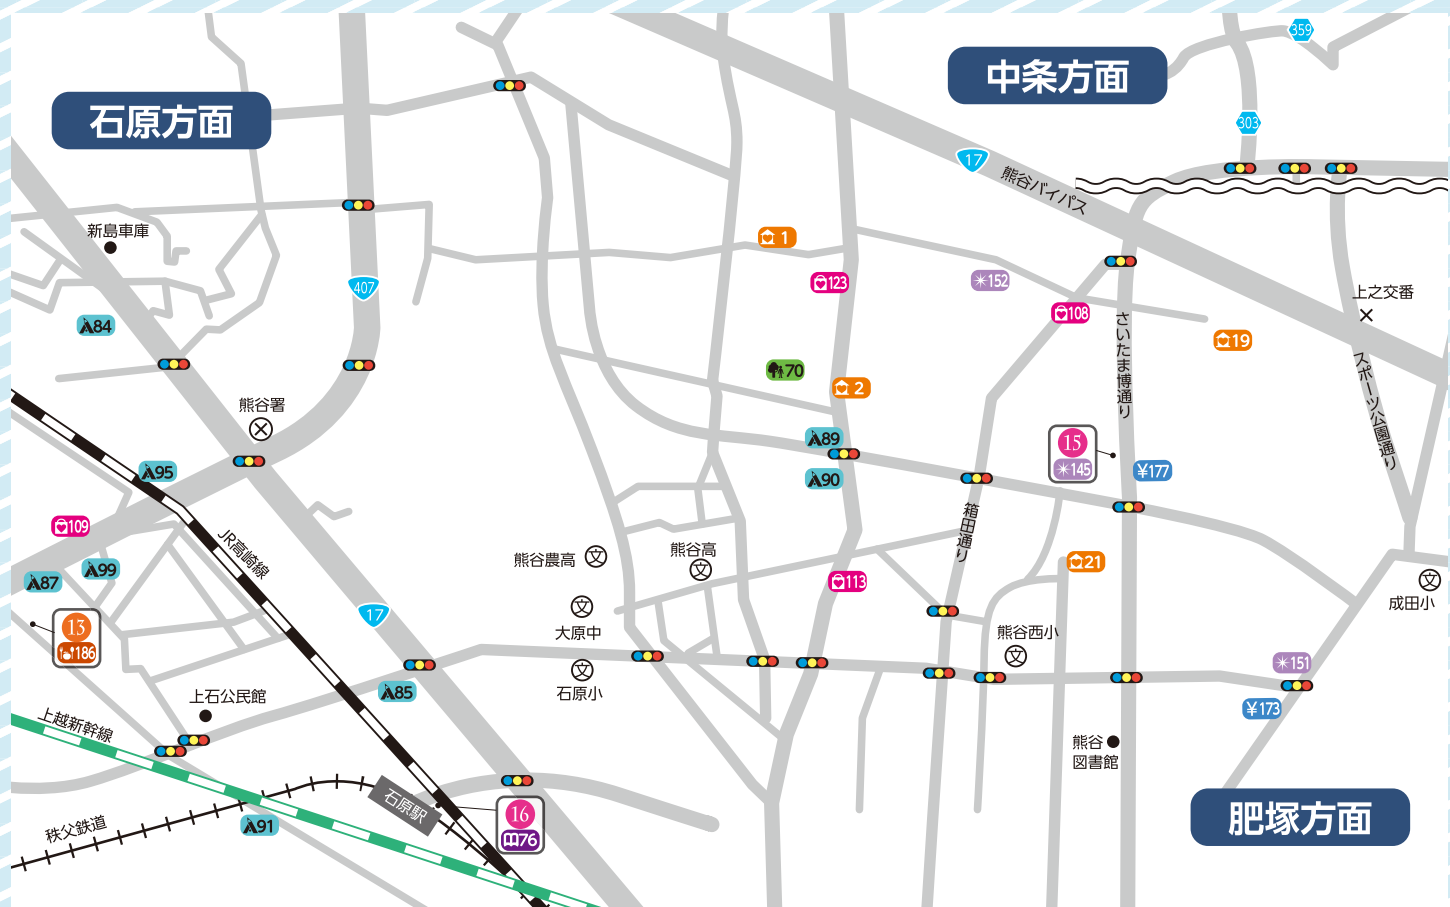 359
中条方面
石原方面
303
17
熊谷バイパス
新島車庫
1
123
152
407
108
上之交番
84
さいたま博通り
19
スポーツ公園通り
70
2
熊谷署
89
15
145
177
95
90
109
箱田通り
JR高崎線
熊谷農高
熊谷高
21
99
87
113
成田小
17
大原中
13
186
熊谷西小
151
石原小
85
上石公民館
173
上越新幹線
熊谷
図書館
石原駅
16
76
秩父鉄道
91
肥塚方面